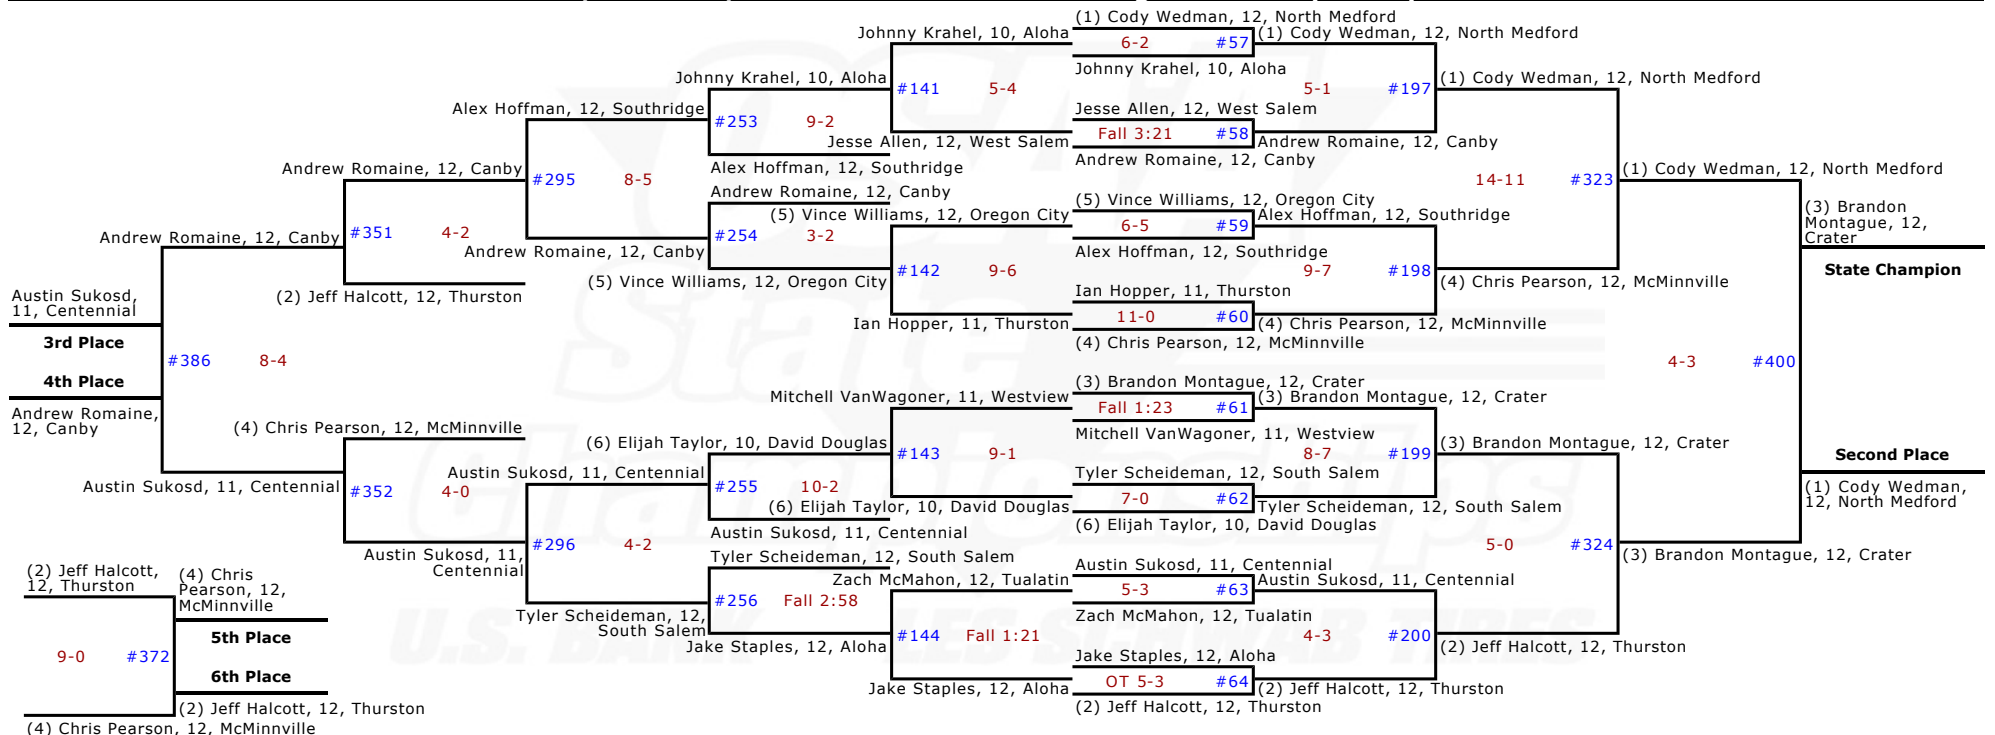 (1) Cody Wedman, 12, North Medford
Johnny Krahel, 10, Aloha
(1) Cody Wedman, 12, North Medford
6-2
#57
Johnny Krahel, 10, Aloha
Johnny Krahel, 10, Aloha
(1) Cody Wedman, 12, North Medford
#141
5-4
5-1
#197
Alex Hoffman, 12, Southridge
Jesse Allen, 12, West Salem
#253
9-2
Fall 3:21
#58
Jesse Allen, 12, West Salem
Andrew Romaine, 12, Canby
Andrew Romaine, 12, Canby
Andrew Romaine, 12, Canby
Alex Hoffman, 12, Southridge
(1) Cody Wedman, 12, North Medford
#295
8-5
14-11
#323
Andrew Romaine, 12, Canby
(5) Vince Williams, 12, Oregon City
(3) Brandon
Montague, 12,
Crater
(5) Vince Williams, 12, Oregon City
Alex Hoffman, 12, Southridge
6-5
#59
#351
4-2
#254
3-2
Andrew Romaine, 12, Canby
Andrew Romaine, 12, Canby
Alex Hoffman, 12, Southridge
State Champion
#142
9-6
9-7
#198
(5) Vince Williams, 12, Oregon City
(4) Chris Pearson, 12, McMinnville
(2) Jeff Halcott, 12, Thurston
Ian Hopper, 11, Thurston
Austin Sukosd,
11, Centennial
11-0
#60
Ian Hopper, 11, Thurston
(4) Chris Pearson, 12, McMinnville
3rd Place
(4) Chris Pearson, 12, McMinnville
#386
8-4
4-3
#400
4th Place
(3) Brandon Montague, 12, Crater
Mitchell VanWagoner, 11, Westview
(3) Brandon Montague, 12, Crater
Fall 1:23
#61
Andrew Romaine,
12, Canby
(4) Chris Pearson, 12, McMinnville
Mitchell VanWagoner, 11, Westview
(6) Elijah Taylor, 10, David Douglas
(3) Brandon Montague, 12, Crater
#143
9-1
8-7
#199
Second Place
Austin Sukosd, 11, Centennial
Tyler Scheideman, 12, South Salem
Austin Sukosd, 11, Centennial
#352
4-0
#255
10-2
7-0
#62
(1) Cody Wedman,
12, North Medford
(6) Elijah Taylor, 10, David Douglas
Tyler Scheideman, 12, South Salem
(6) Elijah Taylor, 10, David Douglas
Austin Sukosd, 11, Centennial
#296
4-2
5-0
#324
Austin Sukosd, 11,
Centennial
Tyler Scheideman, 12, South Salem
(3) Brandon Montague, 12, Crater
Austin Sukosd, 11, Centennial
(2) Jeff Halcott,
12, Thurston
(4) Chris
Pearson, 12,
McMinnville
Zach McMahon, 12, Tualatin
Austin Sukosd, 11, Centennial
5-3
#63
#256
Fall 2:58
Tyler Scheideman, 12,
South Salem
Zach McMahon, 12, Tualatin
5th Place
#144
Fall 1:21
4-3
#200
Jake Staples, 12, Aloha
(2) Jeff Halcott, 12, Thurston
9-0
#372
Jake Staples, 12, Aloha
6th Place
OT 5-3
#64
Jake Staples, 12, Aloha
(2) Jeff Halcott, 12, Thurston
(2) Jeff Halcott, 12, Thurston
(2) Jeff Halcott, 12, Thurston
(4) Chris Pearson, 12, McMinnville
OSAA
State
Championships
U.S. BANK LES SCHWAB TIRES